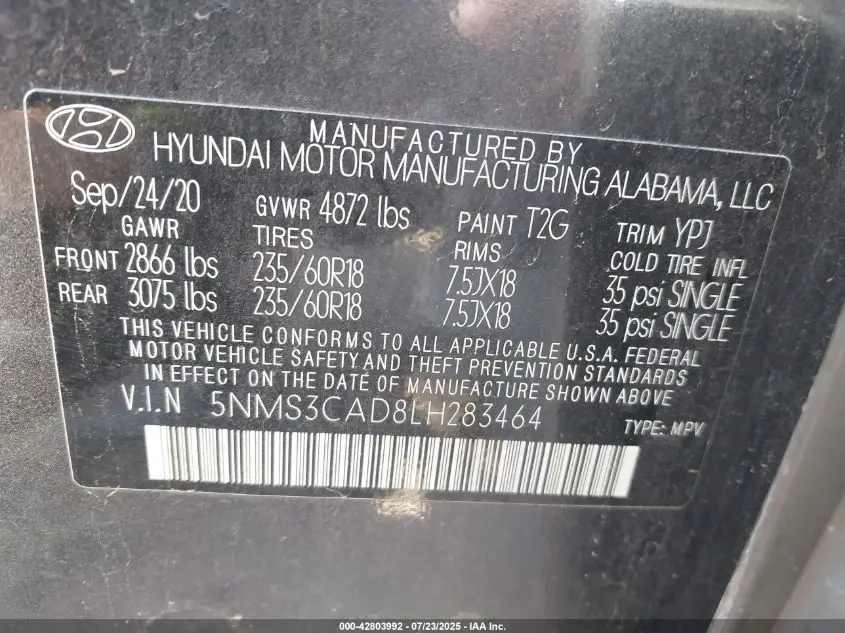 MANUFACTURED BY
HYUNDAI MOTOR MANUFACTURING ALABAMA, LLC
Sep/24/20 GVWR 4872 lbs PAINT T2G TRIM YPJ
GAWR TIRES RIMS COLD TIRE INFL
FRONT 2866 lbs 235/60R18 7.5JX18 35 psi SINGLE
REAR 3075 lbs 235/60R18 7.5JX18 35 psi SINGLE
THIS VEHICLE CONFORMS TO ALL APPLICABLE U.S.A. FEDERAL
MOTOR VEHICLE SAFETY AND THEFT PREVENTION STANDARDS
IN EFFECT ON THE DATE OF MANUFACTURE SHOWN ABOVE
V.I.N 5NMS3CAD8LH283464 TYPE: MPV
000-42803992 - 07/23/2025 - IAA Inc.